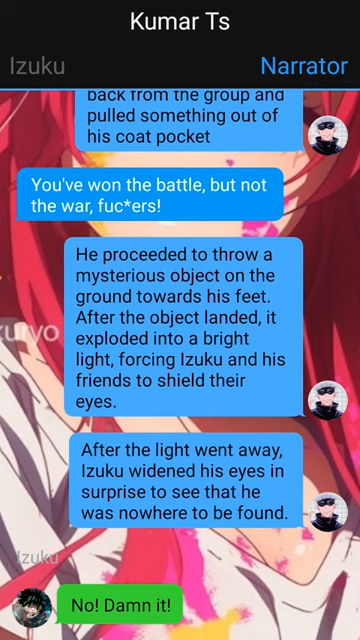 Kumar Ts
Izuku
Narrator
back from the group and
pulled something out of
his coat pocket
You've won the battle, but not
the war, fuc*ers!
He proceeded to throw a
mysterious object on the
ground towards his feet.
After the object landed, it
exploded into a bright
light, forcing Izuku and his
friends to shield their
eyes.
kuryo
After the light went away,
Izuku widened his eyes in
surprise to see that he
was nowhere to be found.
Izuku
No! Damn it!